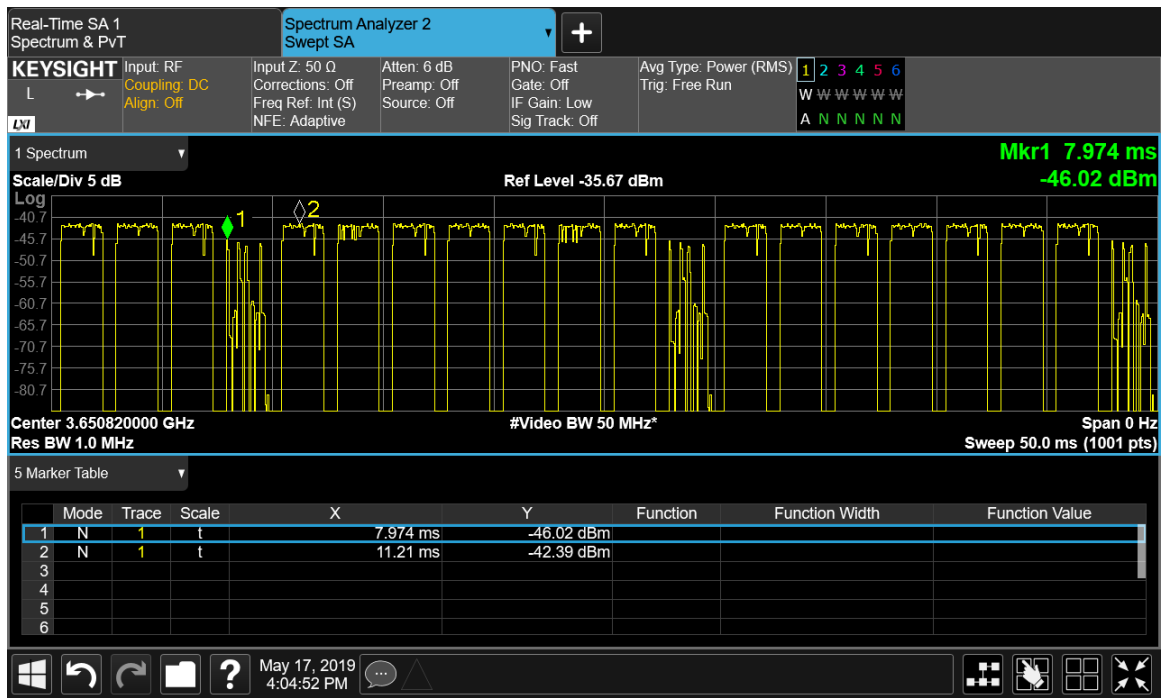 Real-Time SA 1
Spectrum & PvT
Spectrum Analyzer 2
Swept SA
KEYSIGHT
L
LXI
Input: RF
Coupling: DC
Align: Off
Input Z: 50 Ω
Corrections: Off
Freq Ref: Int (S)
NFE: Adaptive
Atten: 6 dB
Preamp: Off
Source: Off
PNO: Fast
Gate: Off
IF Gain: Low
Sig Track: Off
Avg Type: Power (RMS)
Trig: Free Run
1 2 3 4 5 6
W W W W W W
A N N N N N
1 Spectrum
Mkr1 7.974 ms
Scale/Div 5 dB
Ref Level -35.67 dBm
-46.02 dBm
Log
-40.7
-45.7
-50.7
-55.7
-60.7
-65.7
-70.7
-75.7
-80.7
1
2
Center 3.650820000 GHz
#Video BW 50 MHz*
Span 0 Hz
Res BW 1.0 MHz
Sweep 50.0 ms (1001 pts)
5 Marker Table
Mode Trace Scale X Y Function Function Width Function Value
1 N 1 t 7.974 ms -46.02 dBm
2 N 1 t 11.21 ms -42.39 dBm
3
4
5
6
?
May 17, 2019
4:04:52 PM